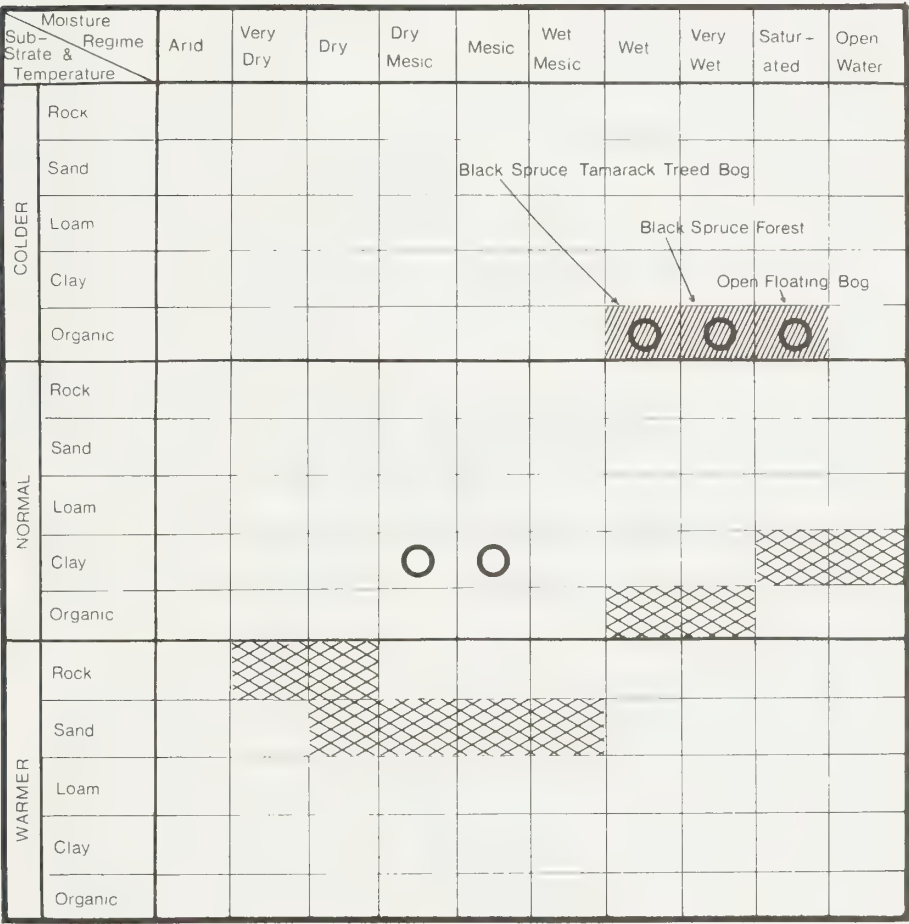 Moisture
Regime
Sub-
Strate &
Temperature
Arid
Very
Dry
Dry
Dry
Mesic
Mesic
Wet
Mesic
Wet
Very
Wet
Satur-
ated
Open
Water
COLDER
Rock
Sand
Black Spruce Tamarack Treed Bog
Loam
Black Spruce Forest
Clay
Open Floating Bog
Organic
NORMAL
Rock
Sand
Loam
Clay
Organic
WARMER
Rock
Sand
Loam
Clay
Organic